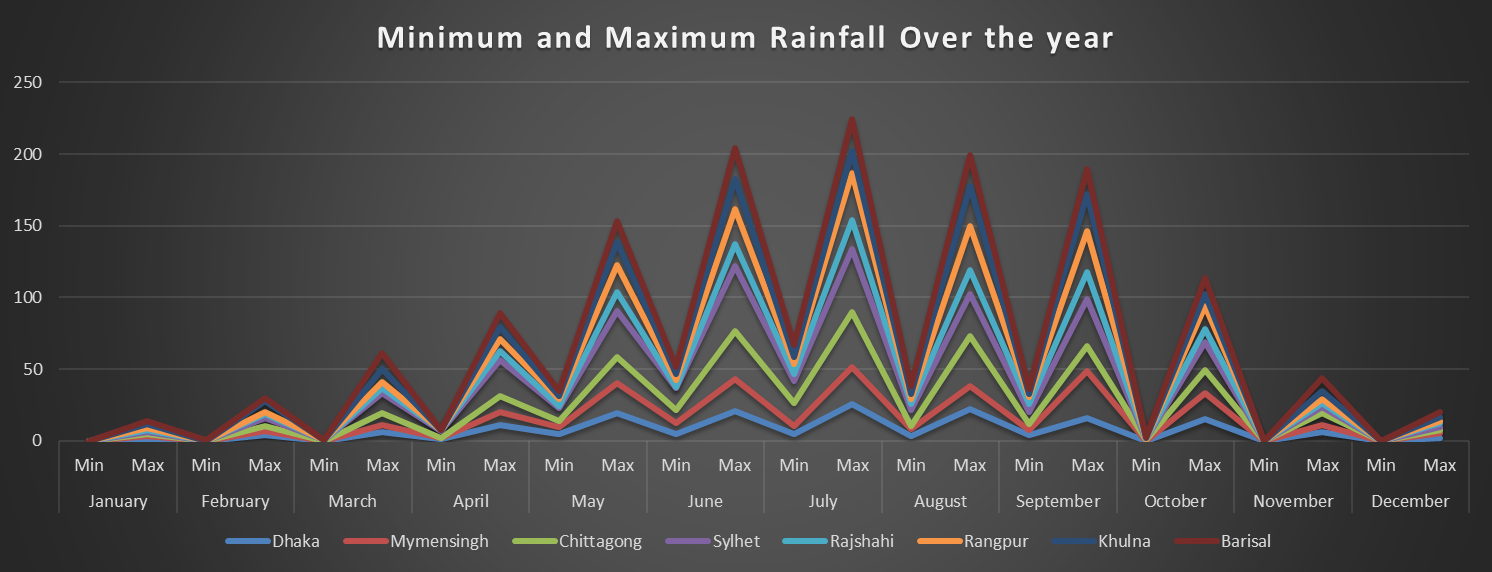 Minimum and Maximum Rainfall Over the year
250
200
150
100
50
0
Min Max Min Max Min Max Min Max Min Max Min Max Min Max Min Max Min Max Min Max Min Max Min Max
January February March April May June July August September October November December
Dhaka Mymensingh Chittagong Sylhet Rajshahi Rangpur Khulna Barisal